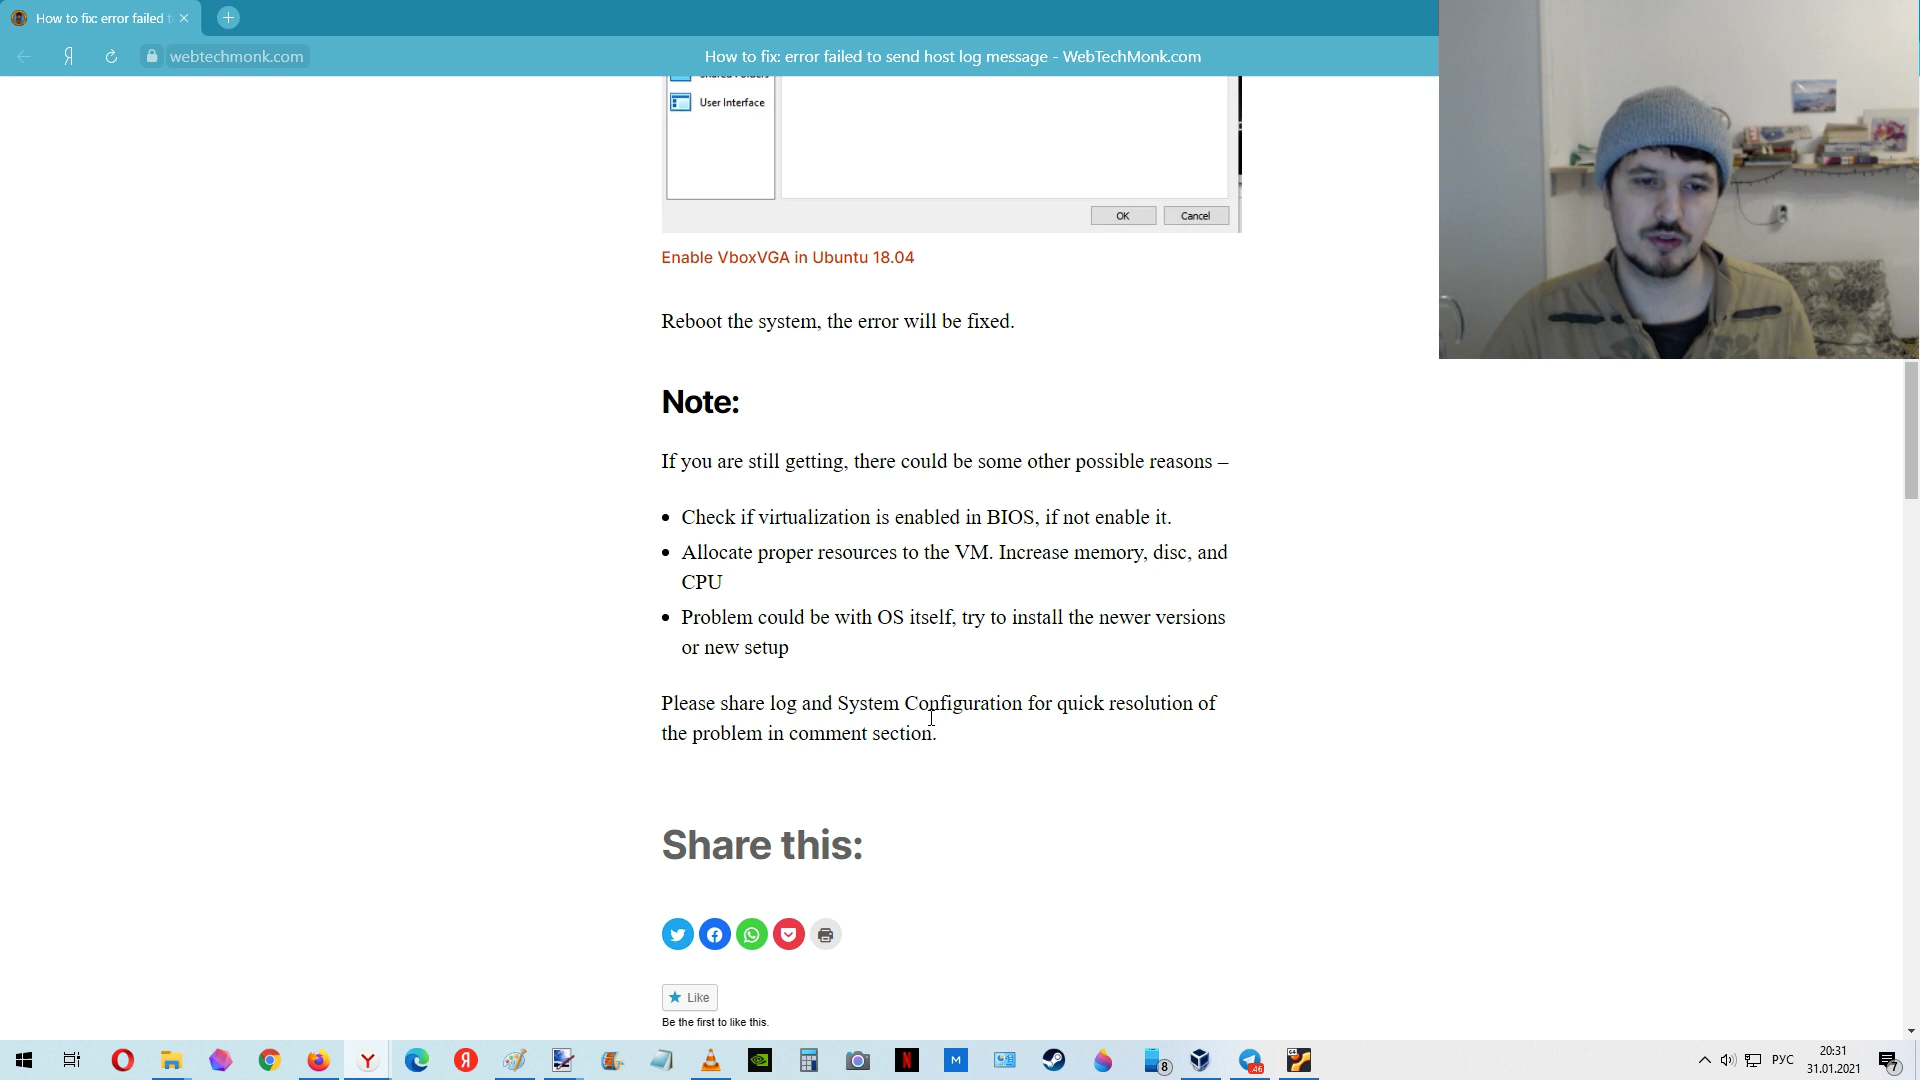 How to fix: error failed t
webtechmonk.com
How to fix: error failed to send host log message - WebTechMonk.com
Shared Folders
User Interface
OK
Cancel
Enable VboxVGA in Ubuntu 18.04
Reboot the system, the error will be fixed.
Note:
If you are still getting, there could be some other possible reasons –
• Check if virtualization is enabled in BIOS, if not enable it.
• Allocate proper resources to the VM. Increase memory, disc, and
CPU
• Problem could be with OS itself, try to install the newer versions
or new setup
Please share log and System Configuration for quick resolution of
the problem in comment section.
Share this:
Like
Be the first to like this.
8
46
РУС
20:31
31.01.2021
7